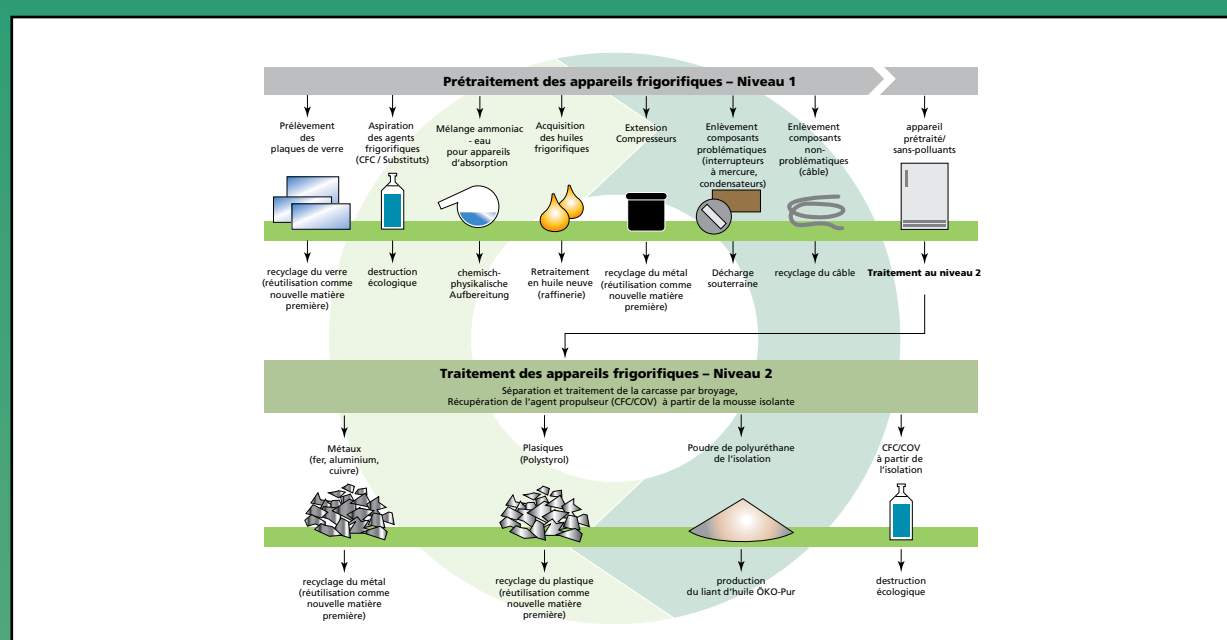 Prétraitement des appareils frigorifiques – Niveau 1
Prélèvement
des
plaques de verre
Aspiration
des agents
frigorifiques
(CFC / Substituts)
Mélange ammoniac
- eau
pour appareils
d'absorption
Acquisition
des huiles
frigorifiques
Extension
Compresseurs
Enlèvement
composants
problématiques
(interrupteurs
à mercure,
condensateurs)
Enlèvement
composants
non-
problématiques
(câble)
appareil
prétraité/
sans-polluants
recyclage du verre
(réutilisation comme
nouvelle matière
première)
destruction
écologique
chemisch-
physikalische
Aufbereitung
Retraitement
en huile neuve
(raffinerie)
recyclage du métal
(réutilisation comme
nouvelle matière
première)
Décharge
souterraine
recyclage du câble
Traitement au niveau 2
Traitement des appareils frigorifiques – Niveau 2
Séparation et traitement de la carcasse par broyage,
Récupération de l'agent propulseur (CFC/COV) à partir de la mousse isolante
Métaux
(fer, aluminium,
cuivre)
Plasiques
(Polystyrol)
Poudre de polyuréthane
de l'isolation
CFC/COV
à partir de
l'isolation
recyclage du métal
(réutilisation comme
nouvelle matière
première)
recyclage du plastique
(réutilisation comme
nouvelle matière
première)
production
du liant d'huile ÖKO-Pur
destruction
écologique